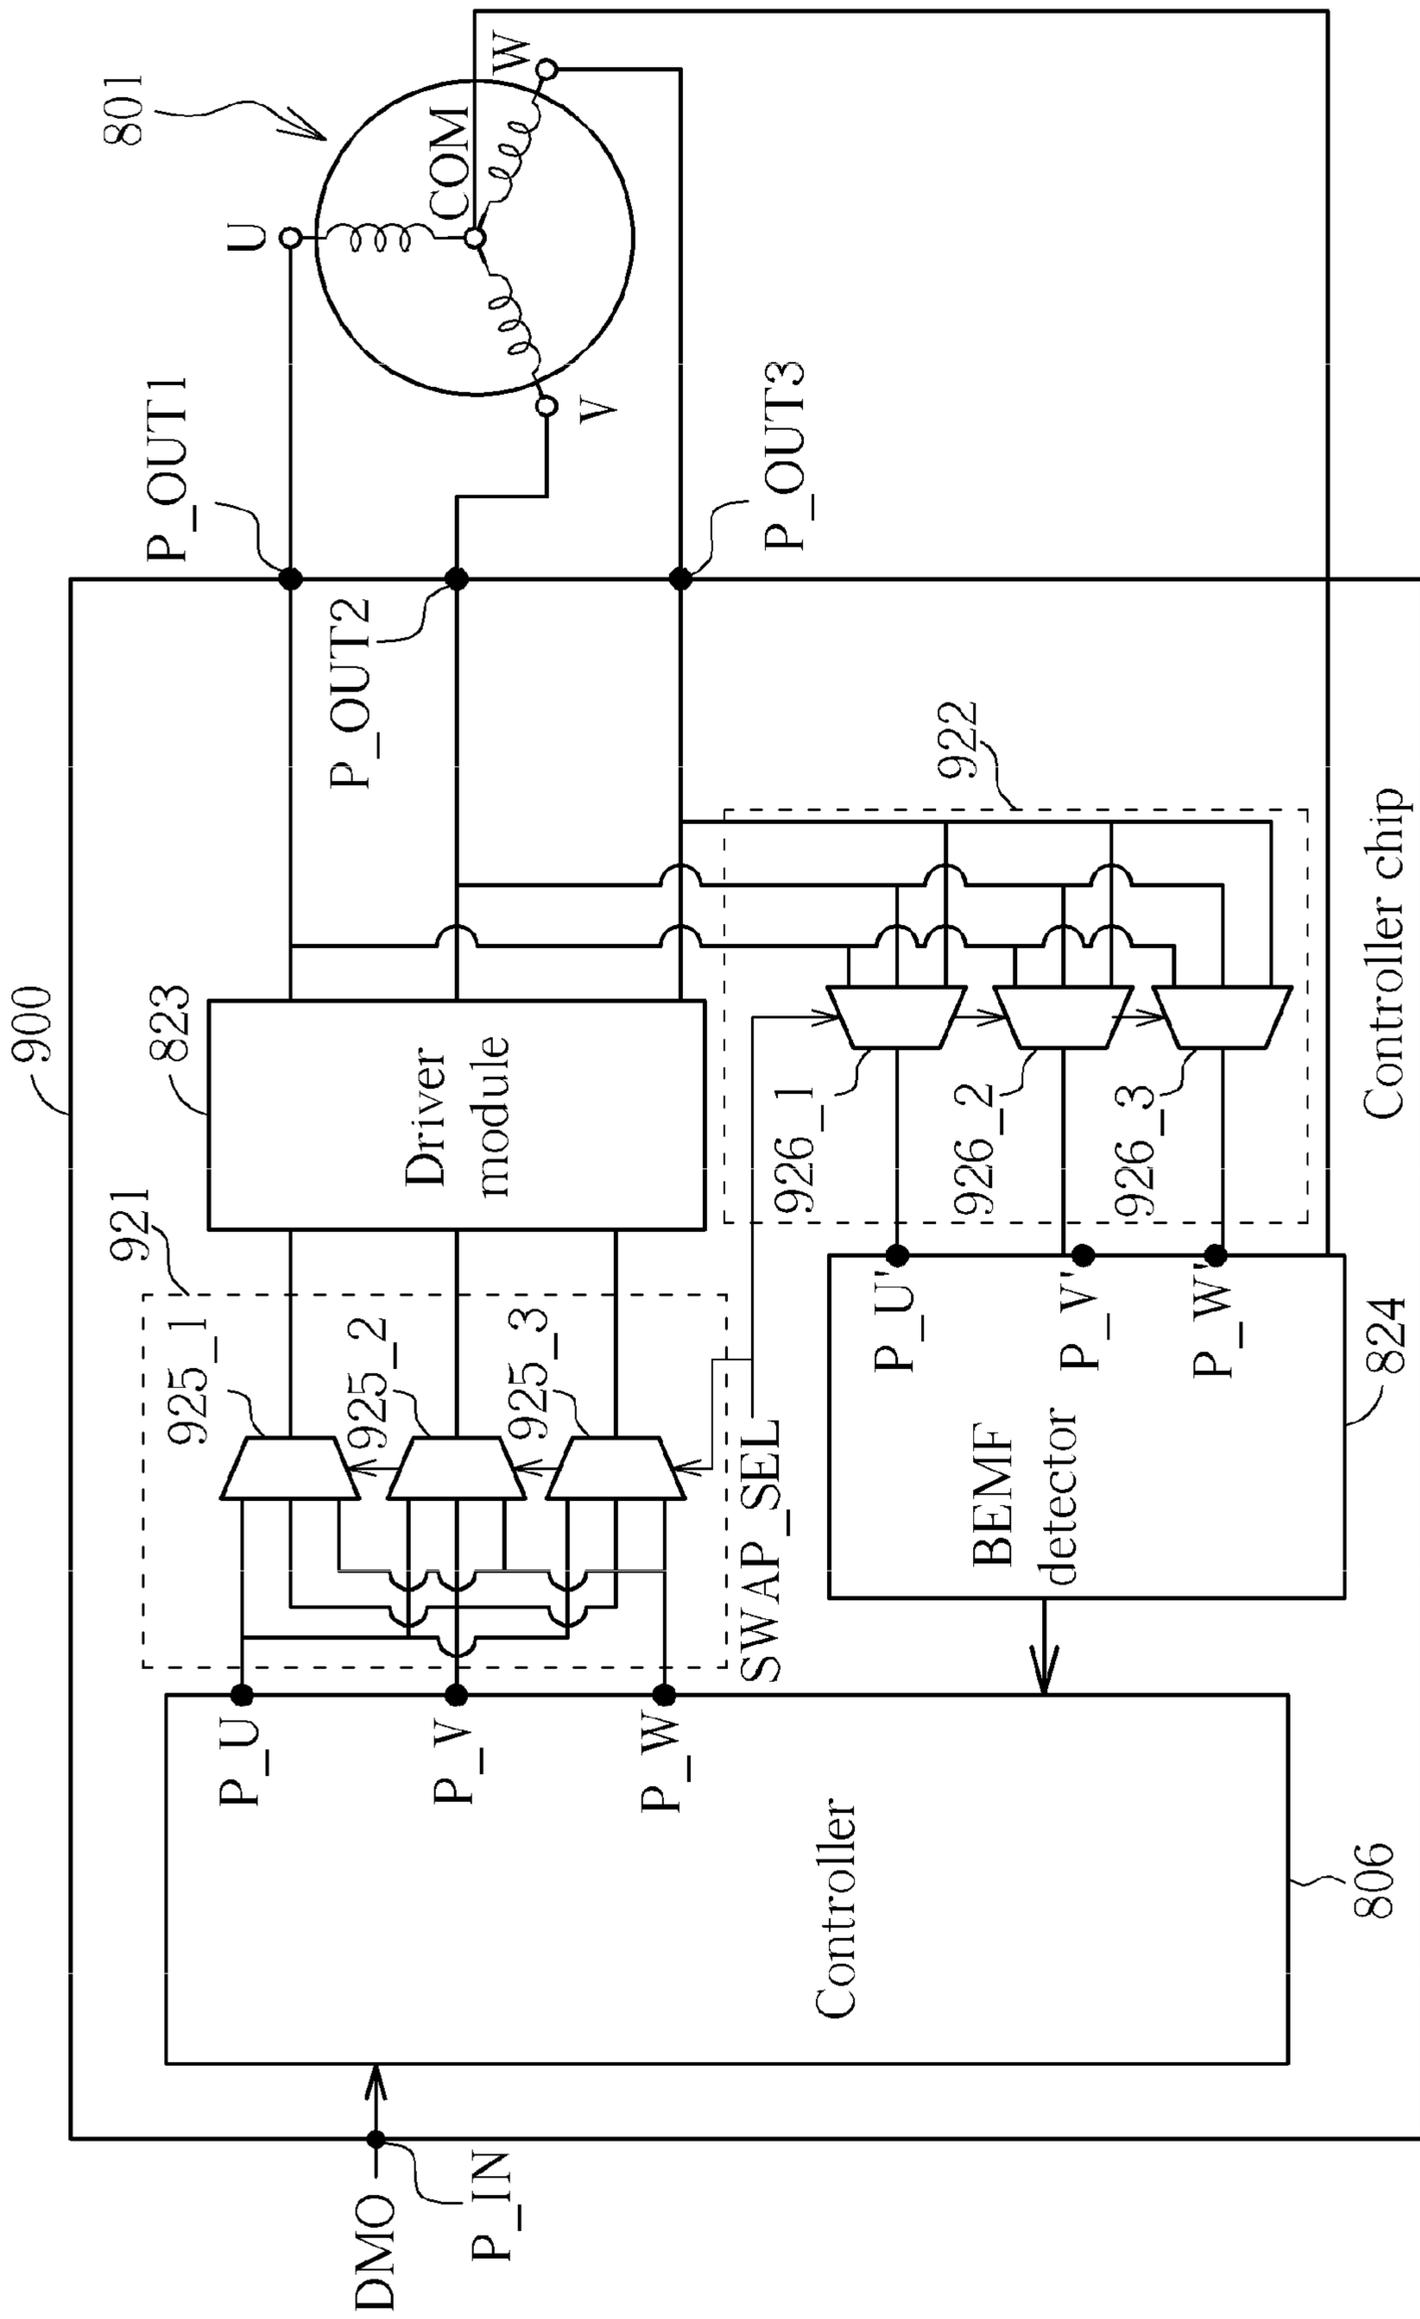 900
801
U
COM
W
V
P_OUT1
P_OUT2
P_OUT3
823
Driver
module
921
925_1
925_2
925_3
922
926_1
926_2
926_3
SWAP_SEL
P_U
P_V
P_W
Controller
806
P_U'
P_V'
P_W'
BEMF
detector
824
DMO
P_IN
Controller chip